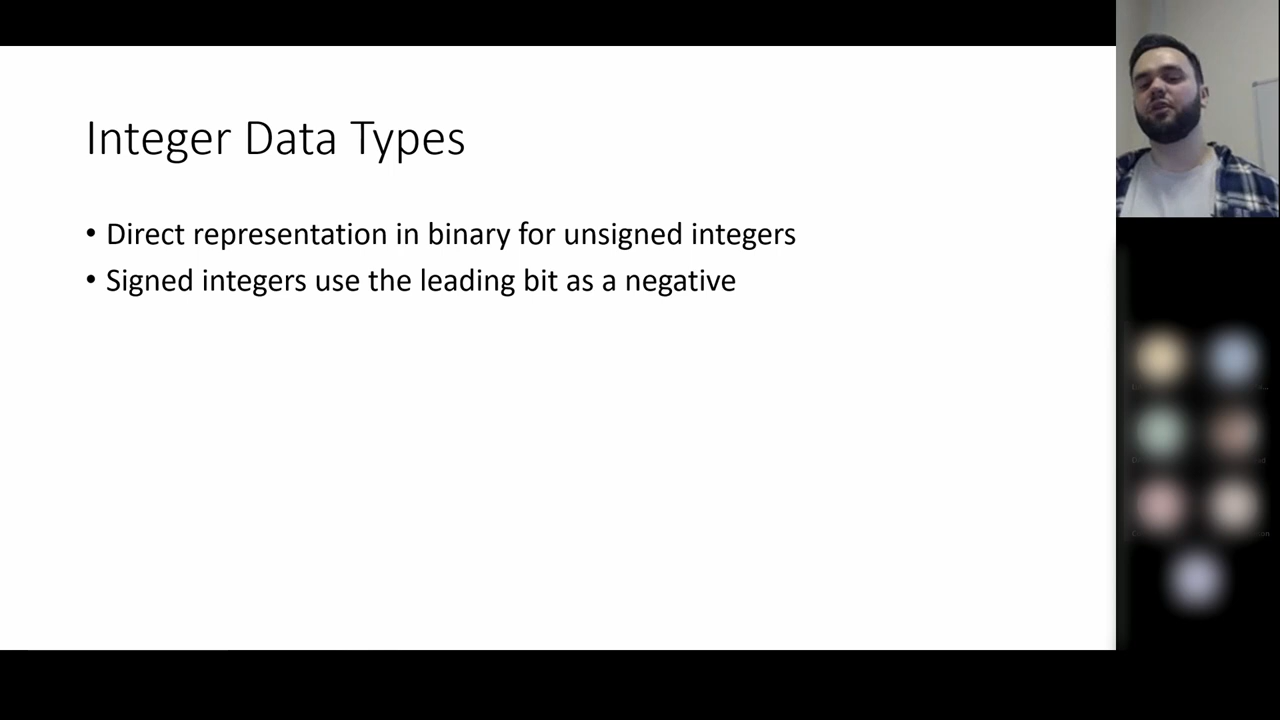 Integer Data Types
• Direct representation in binary for unsigned integers
• Signed integers use the leading bit as a negative